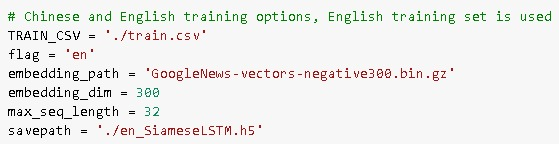 # Chinese and English training options, English training set is used
TRAIN_CSV = './train.csv'
flag = 'en'
embedding_path = 'GoogleNews-vectors-negative300.bin.gz'
embedding_dim = 300
max_seq_length = 32
savepath = './en_SiameseLSTM.h5'